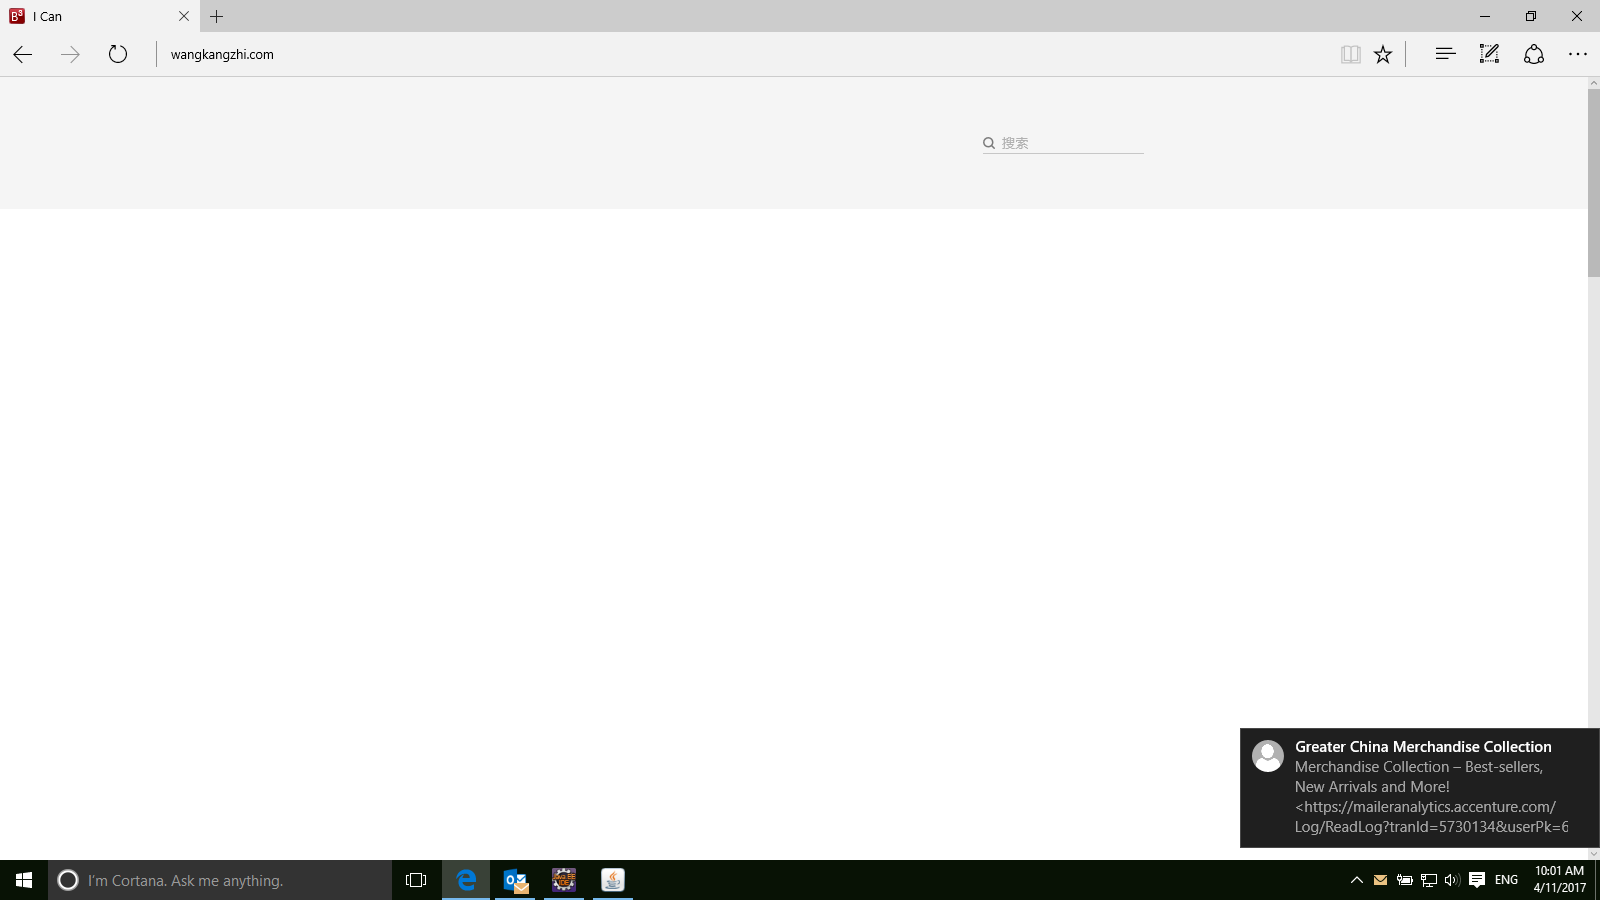 I Can
wangkangzhi.com
搜索
Greater China Merchandise Collection
Merchandise Collection – Best-sellers,
New Arrivals and More!
<https://maileranalytics.accenture.com/
Log/ReadLog?tranId=5730134&userPk=6
I'm Cortana. Ask me anything.
ENG
10:01 AM
4/11/2017